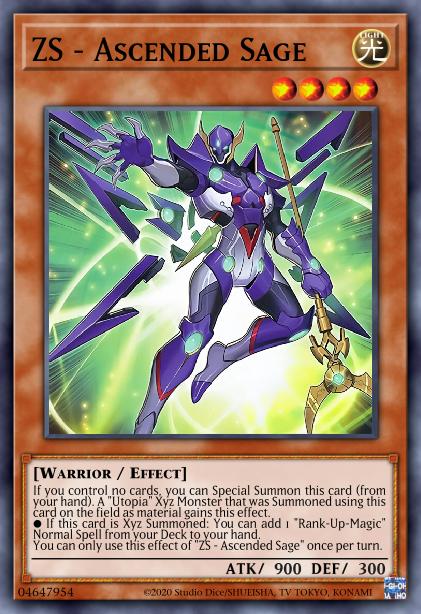 ZS - Ascended Sage
LIGHT
光
[Warrior / Effect]
If you control no cards, you can Special Summon this card (from
your hand). A "Utopia" Xyz Monster that was Summoned using this
card on the field as material gains this effect.
● If this card is Xyz Summoned: You can add 1 "Rank-Up-Magic"
Normal Spell from your Deck to your hand.
You can only use this effect of "ZS - Ascended Sage" once per turn.
ATK/ 900 DEF/ 300
04647954
©2020 Studio Dice/SHUEISHA, TV TOKYO, KONAMI